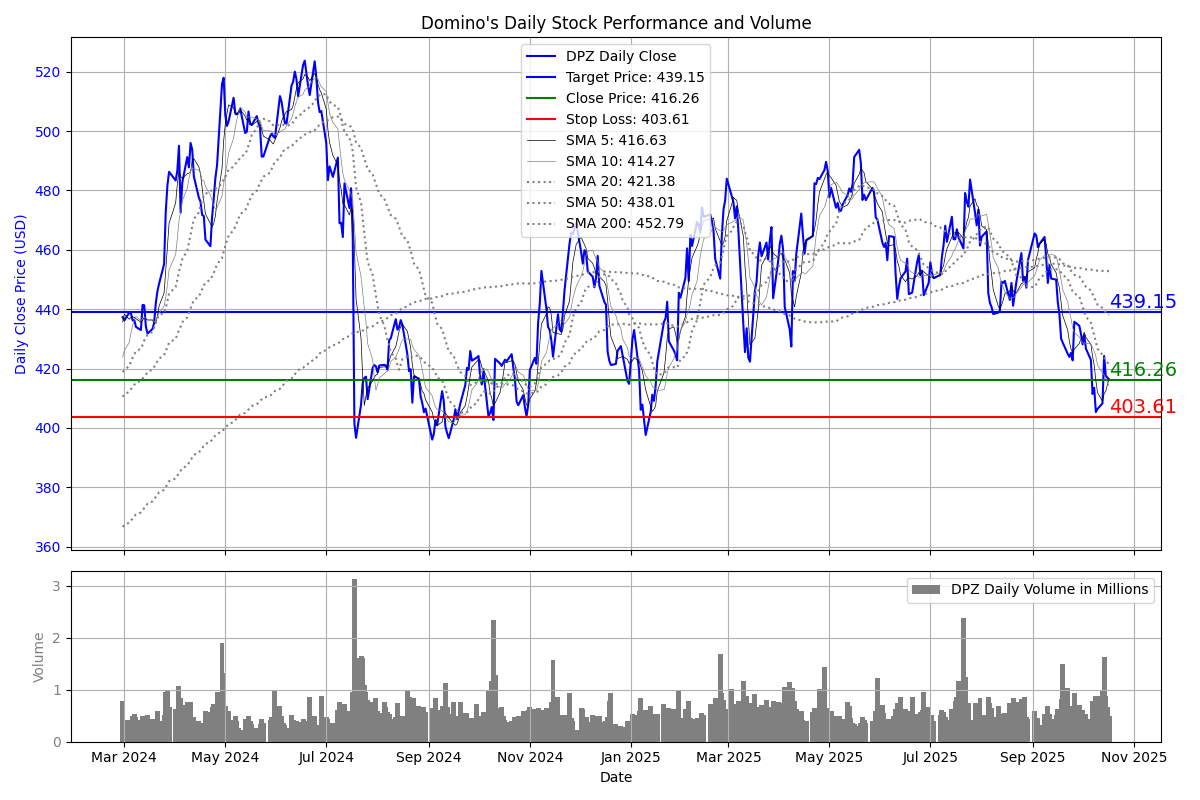 Domino's Daily Stock Performance and Volume
DPZ Daily Close
Target Price: 439.15
Close Price: 416.26
Stop Loss: 403.61
SMA 5: 416.63
SMA 10: 414.27
SMA 20: 421.38
SMA 50: 438.01
SMA 200: 452.79
Daily Close Price (USD)
520
500
480
460
440
420
400
380
360
439.15
416.26
403.61
DPZ Daily Volume in Millions
Volume
3
2
1
0
Mar 2024 May 2024 Jul 2024 Sep 2024 Nov 2024 Jan 2025 Mar 2025 May 2025 Jul 2025 Sep 2025 Nov 2025
Date